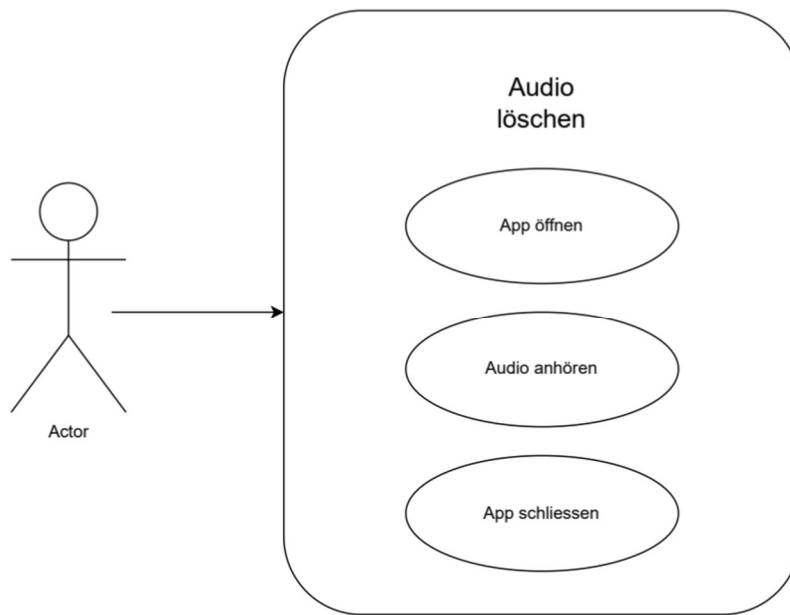 Audio
löschen
App öffnen
Audio anhören
App schliessen
Actor